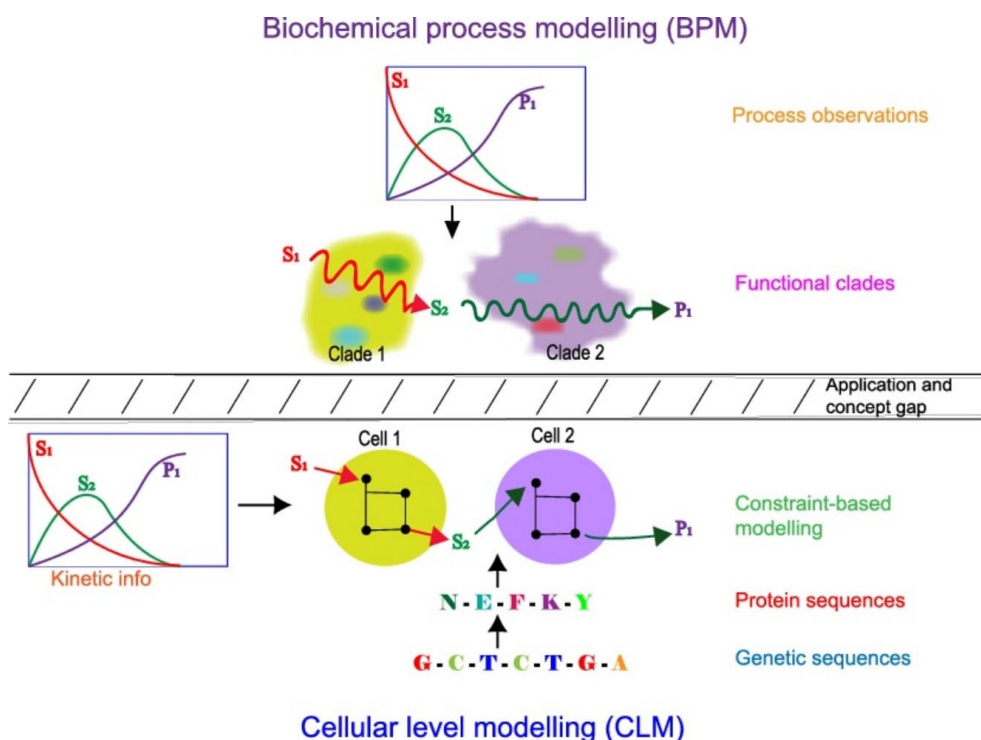 Biochemical process modelling (BPM)
S₁
S₂
P₁
Process observations
S₁
S₂
P₁
Functional clades
Clade 1
Clade 2
Application and
concept gap
S₁
S₂
P₁
Kinetic info
Cell 1
Cell 2
S₁
S₂
P₁
Constraint-based
modelling
N - E - F - K - Y
Protein sequences
G - C - T - C - T - G - A
Genetic sequences
Cellular level modelling (CLM)